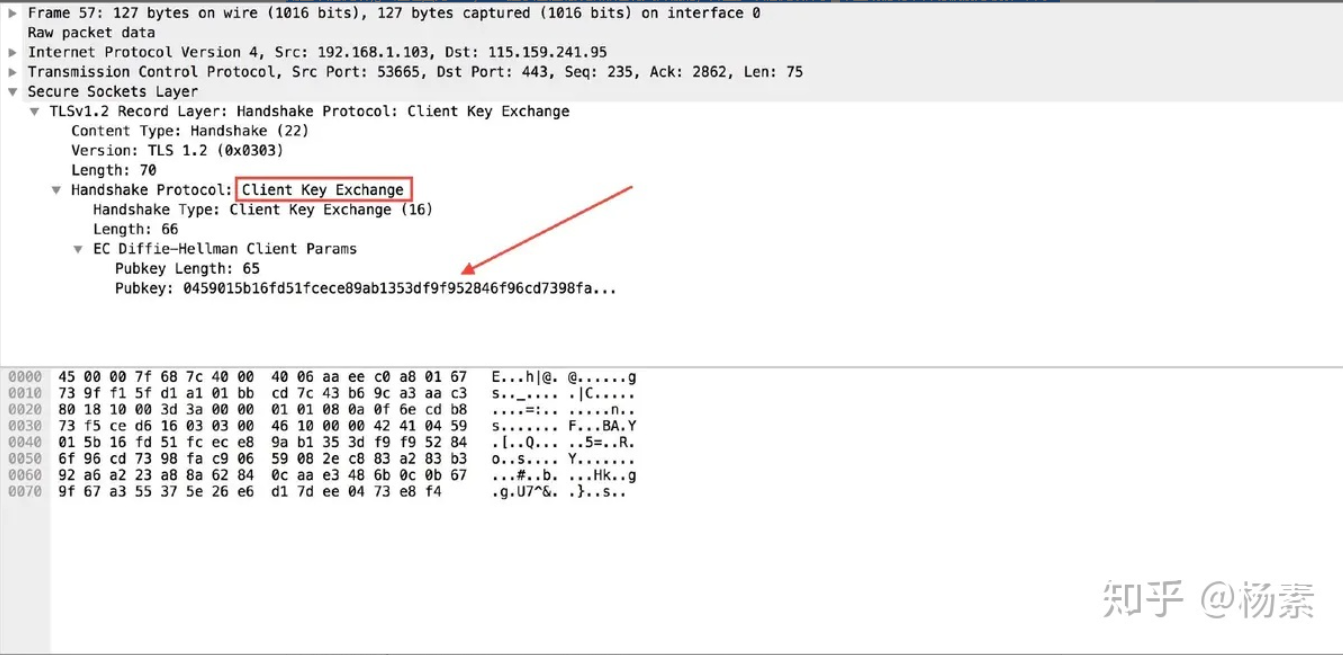 Frame 57: 127 bytes on wire (1016 bits), 127 bytes captured (1016 bits) on interface 0
Raw packet data
Internet Protocol Version 4, Src: 192.168.1.103, Dst: 115.159.241.95
Transmission Control Protocol, Src Port: 53665, Dst Port: 443, Seq: 235, Ack: 2862, Len: 75
Secure Sockets Layer
TLSv1.2 Record Layer: Handshake Protocol: Client Key Exchange
Content Type: Handshake (22)
Version: TLS 1.2 (0x0303)
Length: 70
Handshake Protocol: Client Key Exchange
Handshake Type: Client Key Exchange (16)
Length: 66
EC Diffie-Hellman Client Params
Pubkey Length: 65
Pubkey: 0459015b16fd51fcece89ab1353df9f952846f96cd7398fa...
0000 45 00 00 7f 68 7c 40 00 40 06 aa ee c0 a8 01 67 E...h|@. @......g
0010 73 9f f1 5f d1 a1 01 bb cd 7c 43 b6 9c a3 aa c3 s.._.... .|C.....
0020 80 18 10 00 3d 3a 00 00 01 01 08 0a 0f 6e cd b8 ....=:.. .....n..
0030 73 f5 ce d6 16 03 03 00 46 10 00 00 42 41 04 59 s....... F...BA.Y
0040 01 5b 16 fd 51 fc ec e8 9a b1 35 3d f9 f9 52 84 .[..Q... ..5=..R.
0050 6f 96 cd 73 98 fa c9 06 59 08 2e c8 83 a2 83 b3 o..s.... Y.......
0060 92 a6 a2 23 a8 8a 62 84 0c aa e3 48 6b 0c 0b 67 ...#..b. ...Hk..g
0070 9f 67 a3 55 37 5e 26 e6 d1 7d ee 04 73 e8 f4 .g.U7^&. .}..s..
知乎 @杨素